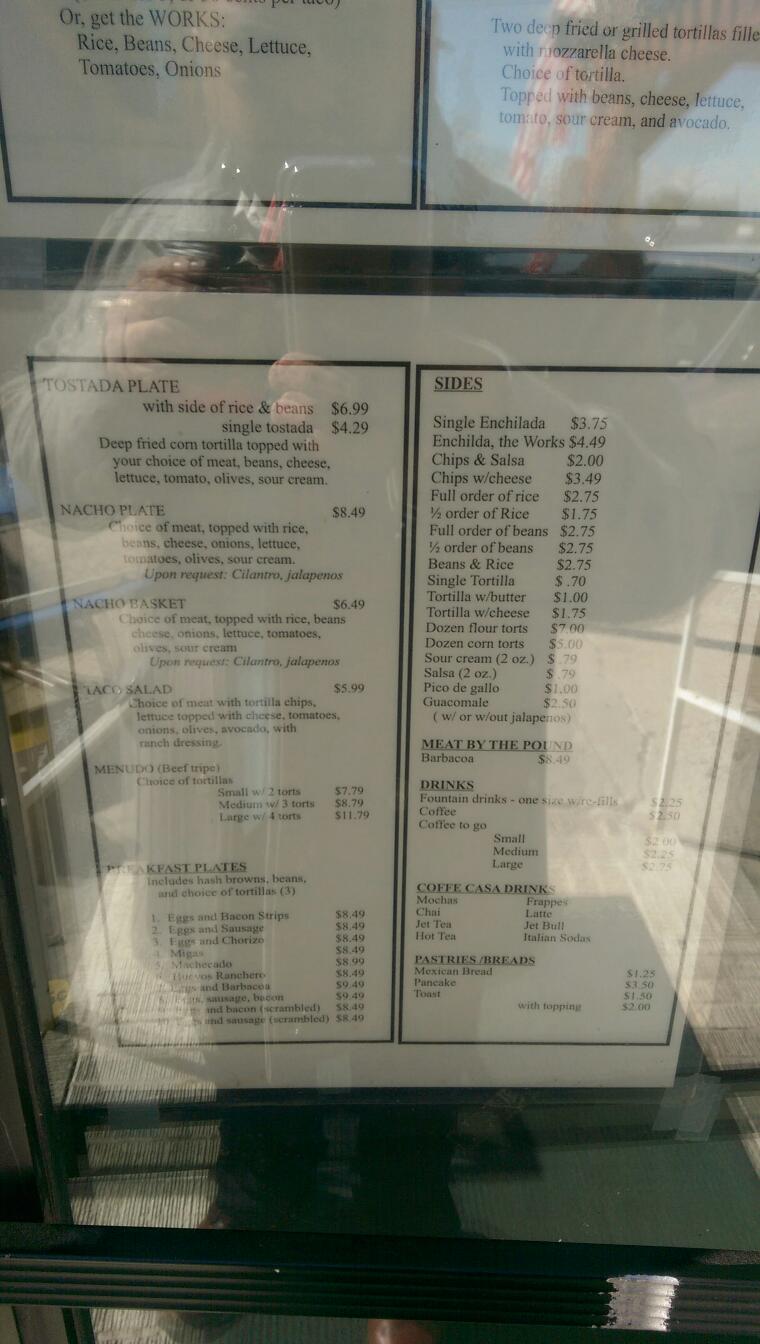 Or, get the WORKS:
Rice, Beans, Cheese, Lettuce,
Tomatoes, Onions
Two deep fried or grilled tortillas fille
with mozzarella cheese.
Choice of tortilla.
Topped with beans, cheese, lettuce,
tomato, sour cream, and avocado.
TOSTADA PLATE
with side of rice & beans $6.99
single tostada $4.29
Deep fried corn tortilla topped with
your choice of meat, beans, cheese,
lettuce, tomato, olives, sour cream.
NACHO PLATE $8.49
Choice of meat, topped with rice,
beans, cheese, onions, lettuce,
tomatoes, olives, sour cream.
Upon request: Cilantro, jalapenos
NACHO BASKET $6.49
Choice of meat, topped with rice, beans
cheese, onions, lettuce, tomatoes,
olives, sour cream
Upon request: Cilantro, jalapenos
TACO SALAD $5.99
Choice of meat with tortilla chips,
lettuce topped with cheese, tomatoes,
onions, olives, avocado, with
ranch dressing.
MENUDO (Beef tripe)
Choice of tortillas
Small w/ 2 torts $7.79
Medium w/ 3 torts $8.79
Large w/ 4 torts $11.79
BREAKFAST PLATES
Includes hash browns, beans,
and choice of tortillas (3)
1. Eggs and Bacon Strips $8.49
2. Eggs and Sausage $8.49
3. Eggs and Chorizo $8.49
4. Migas $8.49
5. Machecado $8.99
6. Huevos Ranchero $8.49
7. Eggs and Barbacoa $9.49
8. Eggs, sausage, bacon $9.49
and bacon (scrambled) $8.49
and sausage (scrambled) $8.49
SIDES
Single Enchilada $3.75
Enchilda, the Works $4.49
Chips & Salsa $2.00
Chips w/cheese $3.49
Full order of rice $2.75
½ order of Rice $1.75
Full order of beans $2.75
½ order of beans $2.75
Beans & Rice $2.75
Single Tortilla $ .70
Tortilla w/butter $1.00
Tortilla w/cheese $1.75
Dozen flour torts $7.00
Dozen corn torts $5.00
Sour cream (2 oz.) $ .79
Salsa (2 oz.) $ .79
Pico de gallo $1.00
Guacomale $2.50
( w/ or w/out jalapenos)
MEAT BY THE POUND
Barbacoa $8.49
DRINKS
Fountain drinks - one size w/re-fills $2.25
Coffee $2.50
Coffee to go
Small $2.00
Medium $2.25
Large $2.75
COFFE CASA DRINKS
Mochas Frappes
Chai Latte
Jet Tea Jet Bull
Hot Tea Italian Sodas
PASTRIES /BREADS
Mexican Bread $1.25
Pancake $3.50
Toast $1.50
with topping $2.00